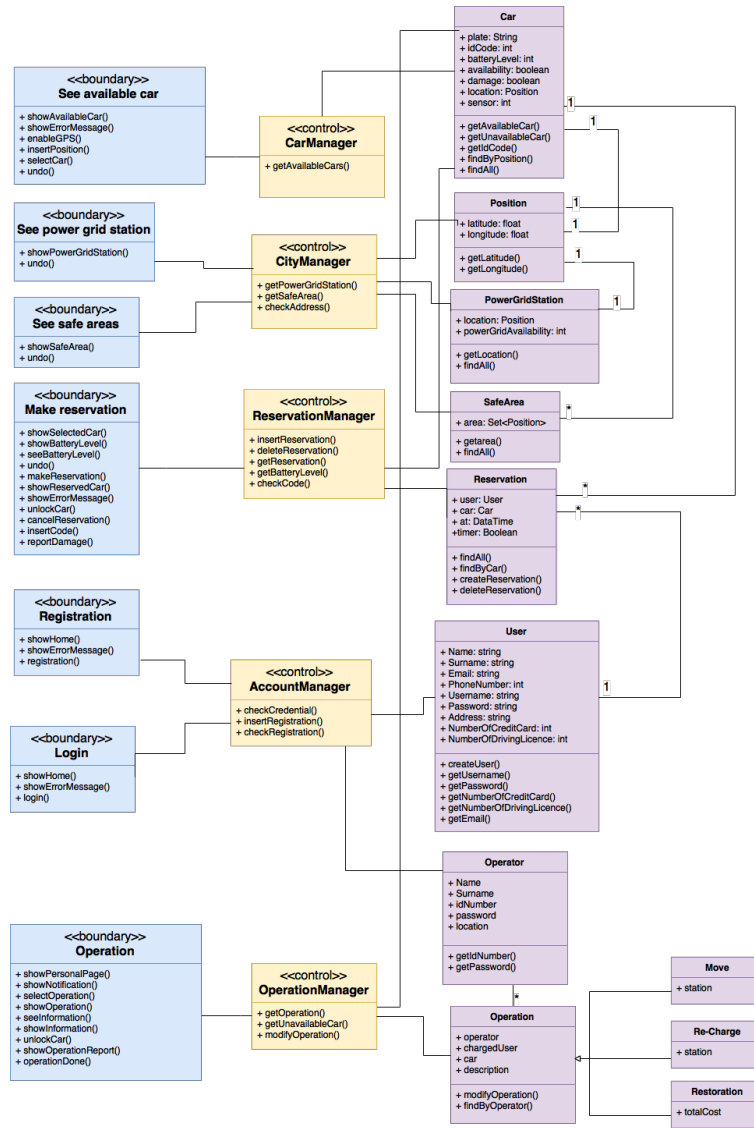 <<boundary>>
See available car
+ showAvailableCar()
+ showErrorMessage()
+ enableGPS()
+ insertPosition()
+ selectCar()
+ undo()
<<boundary>>
See power grid station
+ showPowerGridStation()
+ undo()
<<boundary>>
See safe areas
+ showSafeArea()
+ undo()
<<boundary>>
Make reservation
+ showSelectedCar()
+ showBatteryLevel()
+ seeBatteryLevel()
+ undo()
+ makeReservation()
+ showReservedCar()
+ showErrorMessage()
+ unlockCar()
+ cancelReservation()
+ insertCode()
+ reportDamage()
<<boundary>>
Registration
+ showHome()
+ showErrorMessage()
+ registration()
<<boundary>>
Login
+ showHome()
+ showErrorMessage()
+ login()
<<boundary>>
Operation
+ showPersonalPage()
+ showNotification()
+ selectOperation()
+ showOperation()
+ seeInformation()
+ showInformation()
+ unlockCar()
+ showOperationReport()
+ operationDone()
<<control>>
CarManager
+ getAvailableCars()
<<control>>
CityManager
+ getPowerGridStation()
+ getSafeArea()
+ checkAddress()
<<control>>
ReservationManager
+ insertReservation()
+ deleteReservation()
+ getReservation()
+ getBatteryLevel()
+ checkCode()
<<control>>
AccountManager
+ checkCredential()
+ insertRegistration()
+ checkRegistration()
<<control>>
OperationManager
+ getOperation()
+ getUnavailableCar()
+ modifyOperation()
Car
+ plate: String
+ idCode: int
+ batteryLevel: int
+ availability: boolean
+ damage: boolean
+ location: Position
+ sensor: int
+ getAvailableCar()
+ getUnavailableCar()
+ getIdCode()
+ findByPosition()
+ findAll()
1
1
Position
+ latitude: float
+ longitude: float
+ getLatitude()
+ getLongitude()
1
1
1
PowerGridStation
+ location: Position
+ powerGridAvailability: int
+ getLocation()
+ findAll()
1
SafeArea
+ area: Set<Position>
+ getarea()
+ findAll()
*
Reservation
+ user: User
+ car: Car
+ at: DataTime
+timer: Boolean
+ findAll()
+ findByCar()
+ createReservation()
+ deleteReservation()
*
*
User
+ Name: string
+ Surname: string
+ Email: string
+ PhoneNumber: int
+ Username: string
+ Password: string
+ Address: string
+ NumberOfCreditCard: int
+ NumberOfDrivingLicence: int
+ createUser()
+ getUsername()
+ getPassword()
+ getNumberOfCreditCard()
+ getNumberOfDrivingLicence()
+ getEmail()
1
Operator
+ Name
+ Surname
+ idNumber
+ password
+ location
+ getIdNumber()
+ getPassword()
*
Operation
+ operator
+ chargedUser
+ car
+ description
+ modifyOperation()
+ findByOperator()
Move
+ station
Re-Charge
+ station
Restoration
+ totalCost